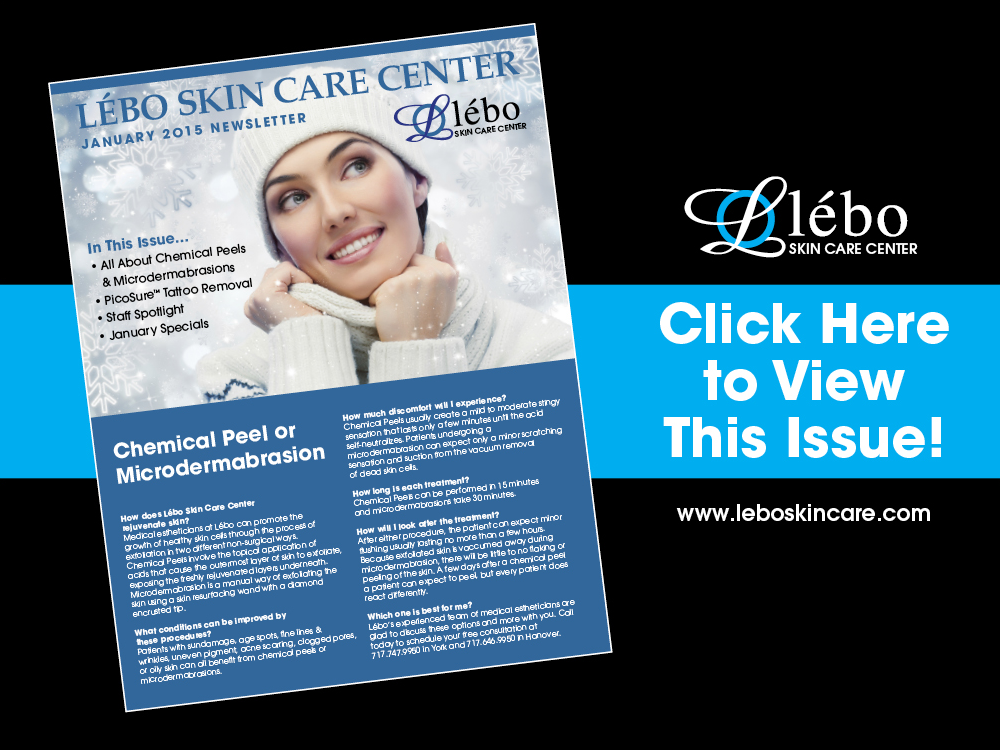 LÉBO SKIN CARE CENTER
JANUARY 2015 NEWSLETTER
lébo
SKIN CARE CENTER
In This Issue...
• All About Chemical Peels
& Microdermabrasions
• PicoSure™ Tattoo Removal
• Staff Spotlight
• January Specials
Chemical Peel or
Microdermabrasion
How does Lébo Skin Care Center
rejuvenate skin?
Medical estheticians at Lébo can promote the
growth of healthy skin cells through the process of
exfoliation in two different non-surgical ways.
Chemical Peels involve the topical application of
acids that cause the outermost layer of skin to exfoliate,
exposing the freshly rejuvenated layers underneath.
Microdermabrasion is a manual way of exfoliating the
skin using a skin resurfacing wand with a diamond
encrusted tip.
What conditions can be improved by
these procedures?
Patients with sundamage, age spots, fine lines &
wrinkles, uneven pigment, acne scaring, clogged pores,
or oily skin can all benefit from chemical peels or
microdermabrasions.
How much discomfort will I experience?
Chemical Peels usually create a mild to moderate stingy
sensation that lasts only a few minutes until the acid
self-neutralizes. Patients undergoing a
microdermabrasion can expect only a minor scratching
sensation and suction from the vacuum removal
of dead skin cells.
How long is each treatment?
Chemical Peels can be performed in 15 minutes
and microdermabrasions take 30 minutes.
How will I look after the treatment?
After either procedure, the patient can expect minor
flushing usually lasting no more than a few hours.
Because exfoliated skin is vaccumed away during
microdermabrasion, there will be little to no flaking or
peeling of the skin. A few days after a chemical peel
a patient can expect to peel, but every patient does
react differently.
Which one is best for me?
Lébo's experienced team of medical estheticians are
glad to discuss these options and more with you. Call
today to schedule your free consultation at
717.747.9950 in York and 717.646.9950 in Hanover.
lébo
SKIN CARE CENTER
Click Here
to View
This Issue!
www.leboskincare.com